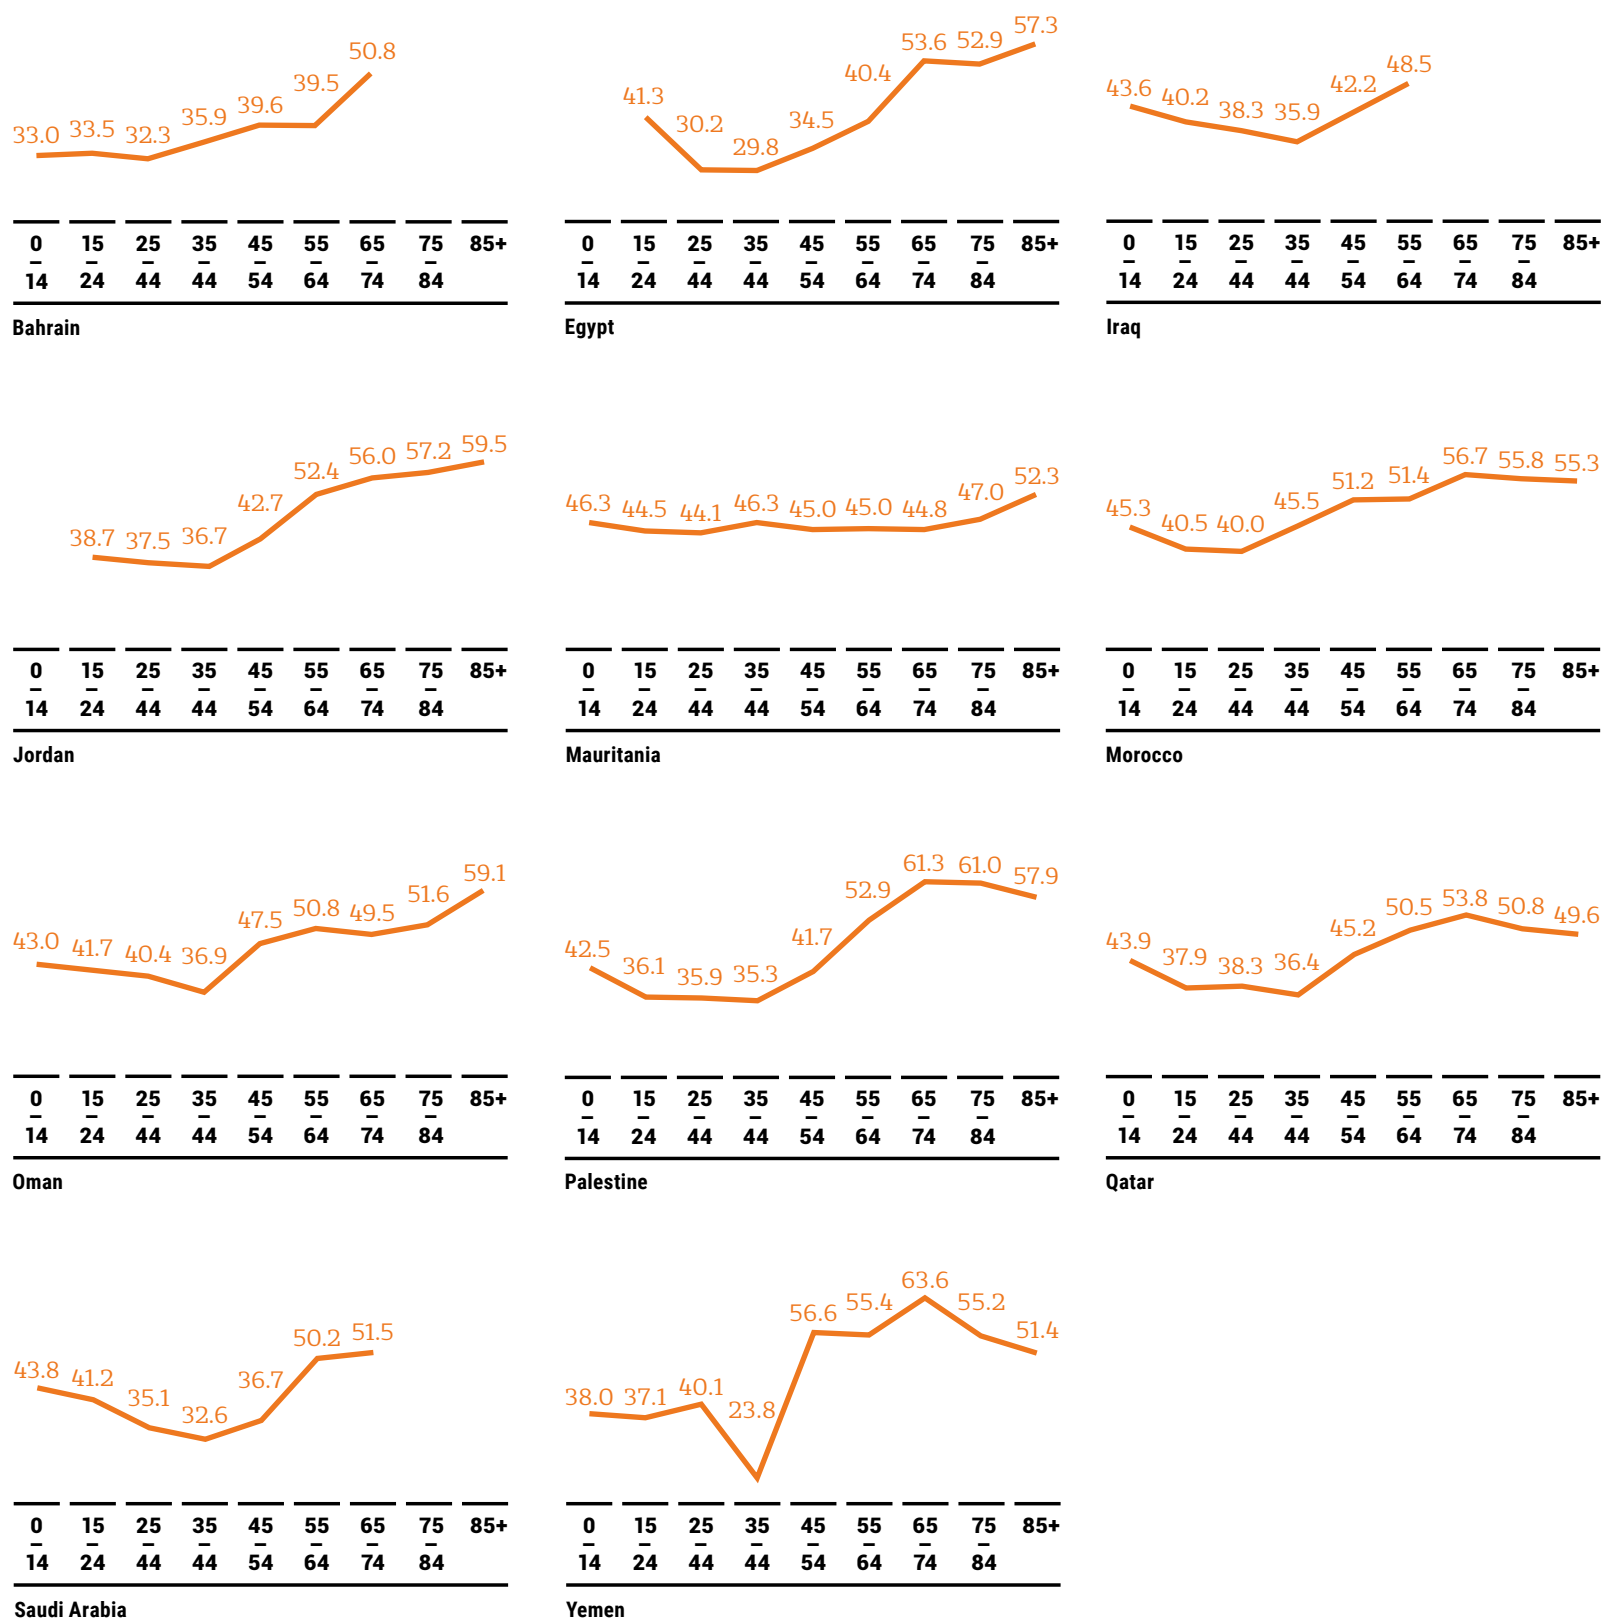 33.0 33.5 32.3 35.9 39.6 39.5 50.8
0 15 25 35 45 55 65 75 85+
– – – – – – – –
14 24 44 44 54 64 74 84
Bahrain
41.3 30.2 29.8 34.5 40.4 53.6 52.9 57.3
0 15 25 35 45 55 65 75 85+
– – – – – – – –
14 24 44 44 54 64 74 84
Egypt
43.6 40.2 38.3 35.9 42.2 48.5
0 15 25 35 45 55 65 75 85+
– – – – – – – –
14 24 44 44 54 64 74 84
Iraq
38.7 37.5 36.7 42.7 52.4 56.0 57.2 59.5
0 15 25 35 45 55 65 75 85+
– – – – – – – –
14 24 44 44 54 64 74 84
Jordan
46.3 44.5 44.1 46.3 45.0 45.0 44.8 47.0 52.3
0 15 25 35 45 55 65 75 85+
– – – – – – – –
14 24 44 44 54 64 74 84
Mauritania
45.3 40.5 40.0 45.5 51.2 51.4 56.7 55.8 55.3
0 15 25 35 45 55 65 75 85+
– – – – – – – –
14 24 44 44 54 64 74 84
Morocco
43.0 41.7 40.4 36.9 47.5 50.8 49.5 51.6 59.1
0 15 25 35 45 55 65 75 85+
– – – – – – – –
14 24 44 44 54 64 74 84
Oman
42.5 36.1 35.9 35.3 41.7 52.9 61.3 61.0 57.9
0 15 25 35 45 55 65 75 85+
– – – – – – – –
14 24 44 44 54 64 74 84
Palestine
43.9 37.9 38.3 36.4 45.2 50.5 53.8 50.8 49.6
0 15 25 35 45 55 65 75 85+
– – – – – – – –
14 24 44 44 54 64 74 84
Qatar
43.8 41.2 35.1 32.6 36.7 50.2 51.5
0 15 25 35 45 55 65 75 85+
– – – – – – – –
14 24 44 44 54 64 74 84
Saudi Arabia
38.0 37.1 40.1 23.8 56.6 55.4 63.6 55.2 51.4
0 15 25 35 45 55 65 75 85+
– – – – – – – –
14 24 44 44 54 64 74 84
Yemen